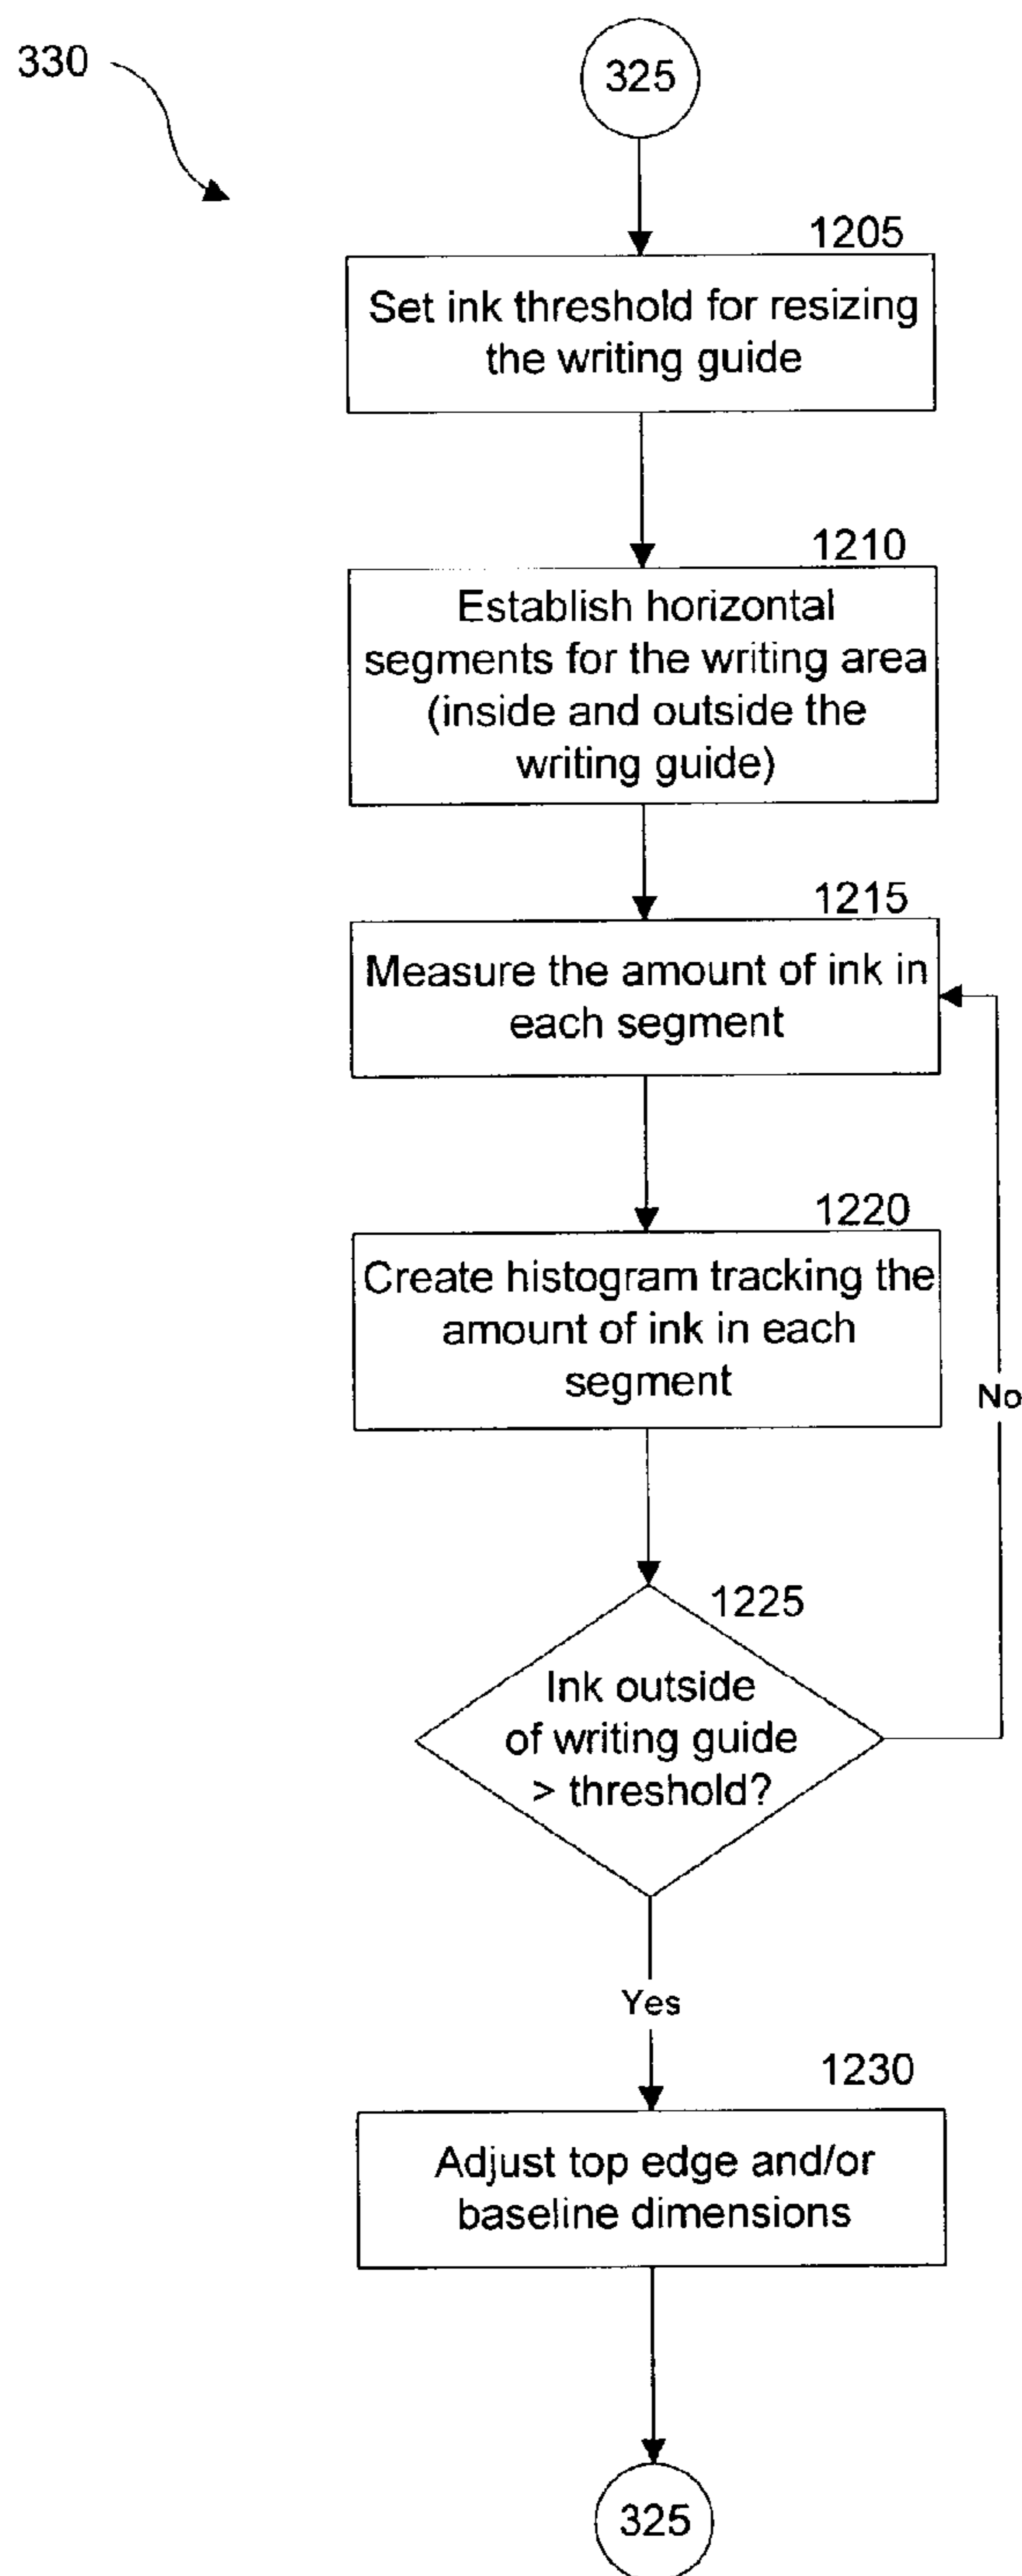 330
325
1205
Set ink threshold for resizing
the writing guide
1210
Establish horizontal
segments for the writing area
(inside and outside the
writing guide)
1215
Measure the amount of ink in
each segment
1220
Create histogram tracking the
amount of ink in each
segment
No
1225
Ink outside
of writing guide
> threshold?
Yes
1230
Adjust top edge and/or
baseline dimensions
325